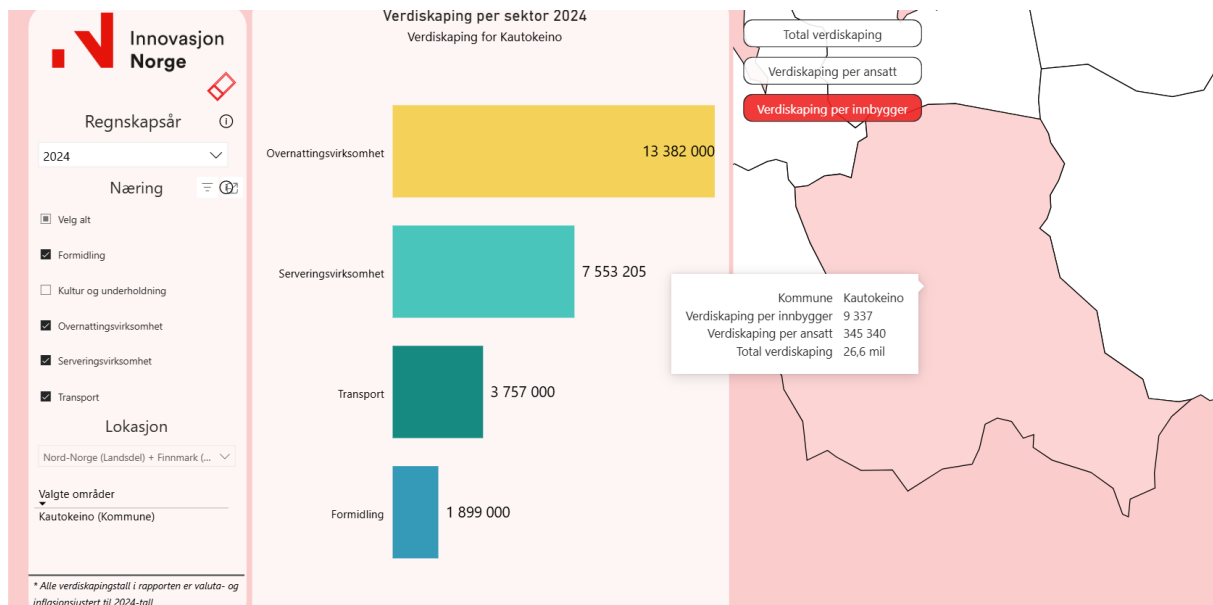 Innovasjon
Norge
Regnskapsår
2024
Næring
Velg alt
Formidling
Kultur og underholdning
Overnattingsvirksomhet
Serveringsvirksomhet
Transport
Lokasjon
Nord-Norge (Landsdel) + Finnmark (...
Valgte områder
Kautokeino (Kommune)
* Alle verdiskapingstall i rapporten er valuta- og
inflasjonsjustert til 2024-tall
Verdiskaping per sektor 2024
Verdiskaping for Kautokeino
Overnattingsvirksomhet 13 382 000
Serveringsvirksomhet 7 553 205
Transport 3 757 000
Formidling 1 899 000
Total verdiskaping
Verdiskaping per ansatt
Verdiskaping per innbygger
Kommune Kautokeino
Verdiskaping per innbygger 9 337
Verdiskaping per ansatt 345 340
Total verdiskaping 26,6 mil